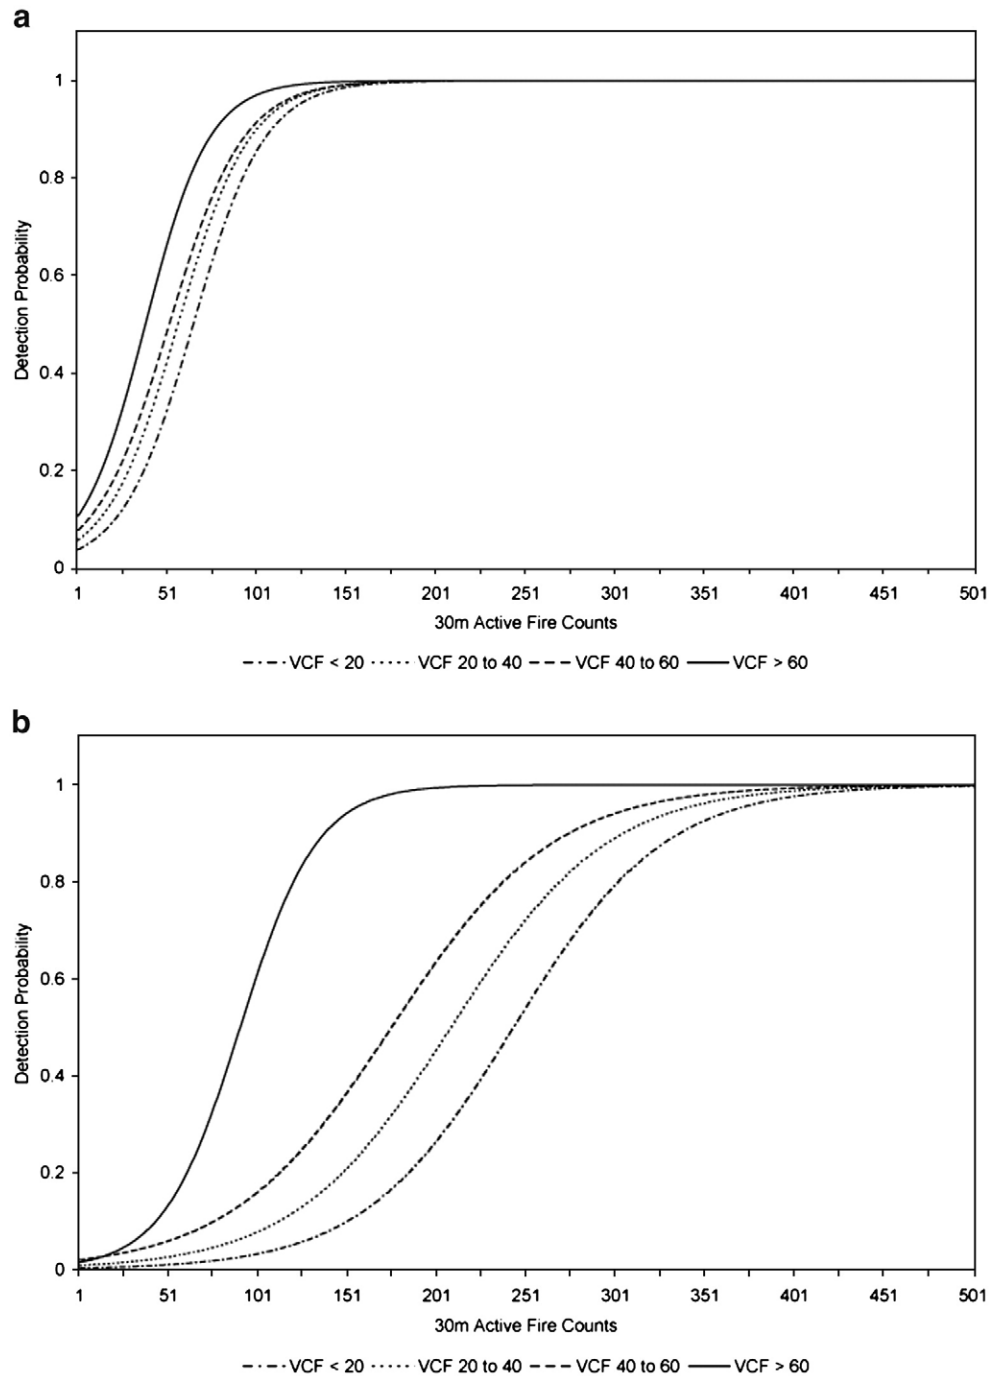 a
1
0.8
0.6
0.4
0.2
0
Detection Probability
1 51 101 151 201 251 301 351 401 451 501
30m Active Fire Counts
VCF < 20 VCF 20 to 40 VCF 40 to 60 VCF > 60
b
1
0.8
0.6
0.4
0.2
0
Detection Probability
1 51 101 151 201 251 301 351 401 451 501
30m Active Fire Counts
VCF < 20 VCF 20 to 40 VCF 40 to 60 VCF > 60